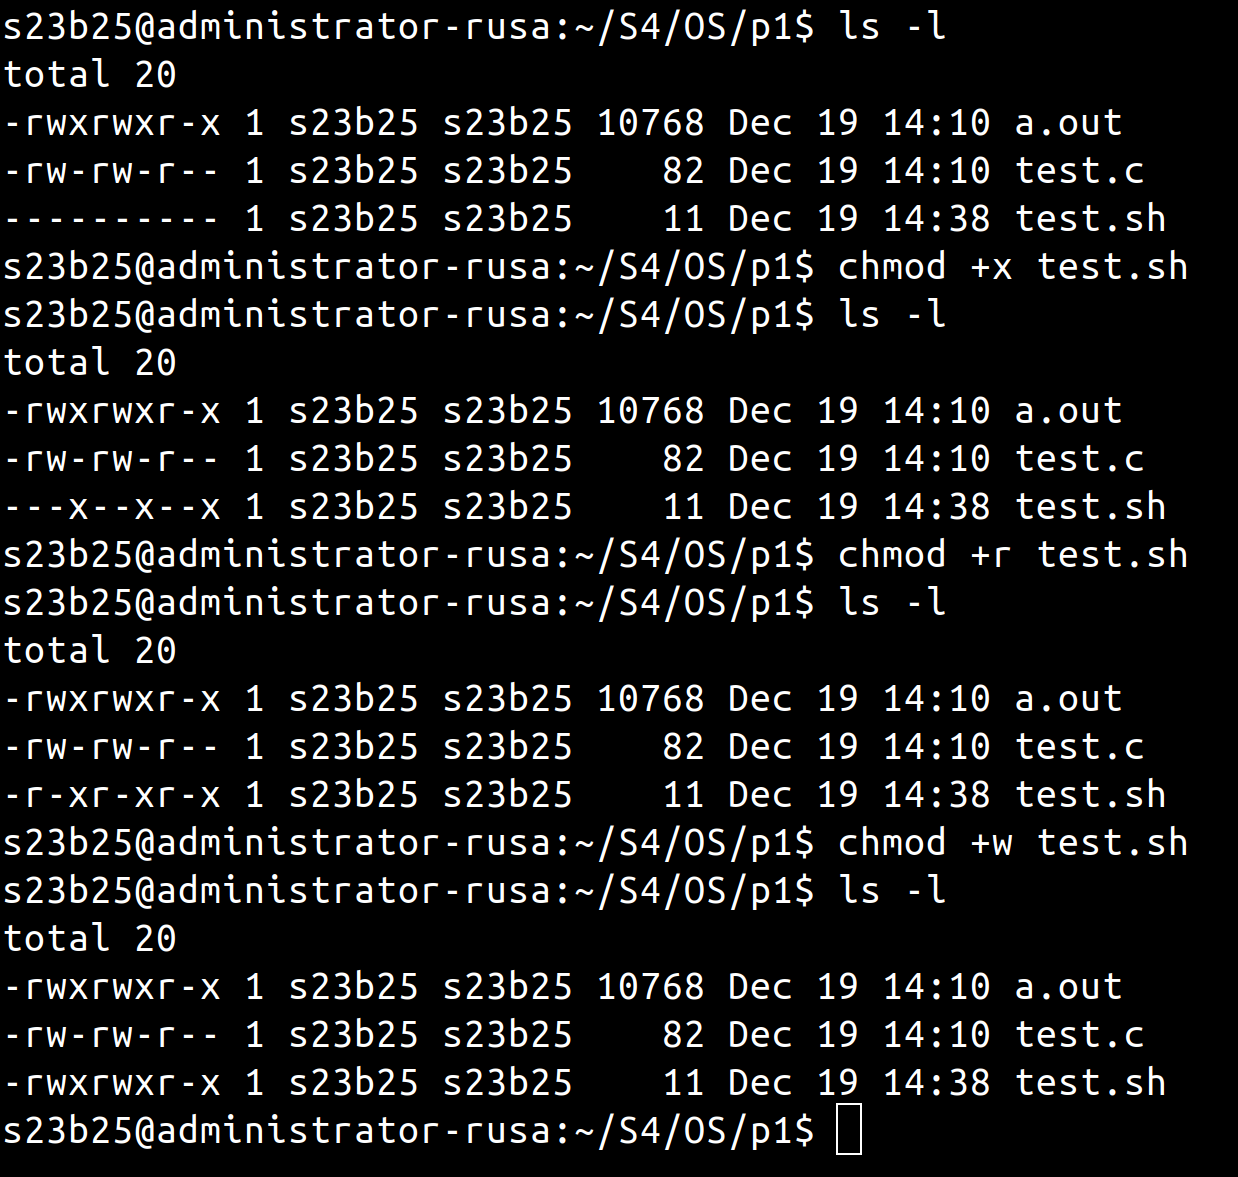 s23b25@administrator-rusa:~/S4/OS/p1$ ls -l
total 20
-rwxrwxr-x 1 s23b25 s23b25 10768 Dec 19 14:10 a.out
-rw-rw-r-- 1 s23b25 s23b25    82 Dec 19 14:10 test.c
---------- 1 s23b25 s23b25    11 Dec 19 14:38 test.sh
s23b25@administrator-rusa:~/S4/OS/p1$ chmod +x test.sh
s23b25@administrator-rusa:~/S4/OS/p1$ ls -l
total 20
-rwxrwxr-x 1 s23b25 s23b25 10768 Dec 19 14:10 a.out
-rw-rw-r-- 1 s23b25 s23b25    82 Dec 19 14:10 test.c
---x--x--x 1 s23b25 s23b25    11 Dec 19 14:38 test.sh
s23b25@administrator-rusa:~/S4/OS/p1$ chmod +r test.sh
s23b25@administrator-rusa:~/S4/OS/p1$ ls -l
total 20
-rwxrwxr-x 1 s23b25 s23b25 10768 Dec 19 14:10 a.out
-rw-rw-r-- 1 s23b25 s23b25    82 Dec 19 14:10 test.c
-r-xr-xr-x 1 s23b25 s23b25    11 Dec 19 14:38 test.sh
s23b25@administrator-rusa:~/S4/OS/p1$ chmod +w test.sh
s23b25@administrator-rusa:~/S4/OS/p1$ ls -l
total 20
-rwxrwxr-x 1 s23b25 s23b25 10768 Dec 19 14:10 a.out
-rw-rw-r-- 1 s23b25 s23b25    82 Dec 19 14:10 test.c
-rwxrwxr-x 1 s23b25 s23b25    11 Dec 19 14:38 test.sh
s23b25@administrator-rusa:~/S4/OS/p1$